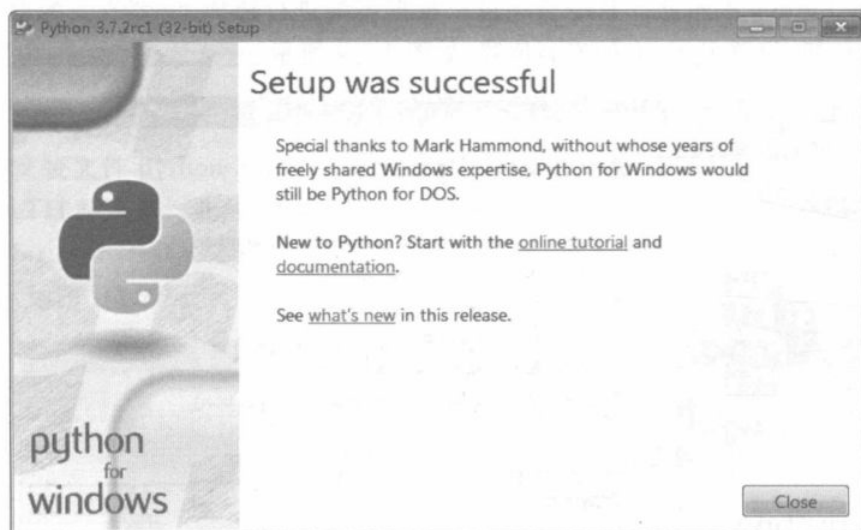 Python 3.7.2rc1 (32-bit) Setup
Setup was successful
Special thanks to Mark Hammond, without whose years of
freely shared Windows expertise, Python for Windows would
still be Python for DOS.
New to Python? Start with the online tutorial and
documentation.
See what's new in this release.
python
for
windows
Close